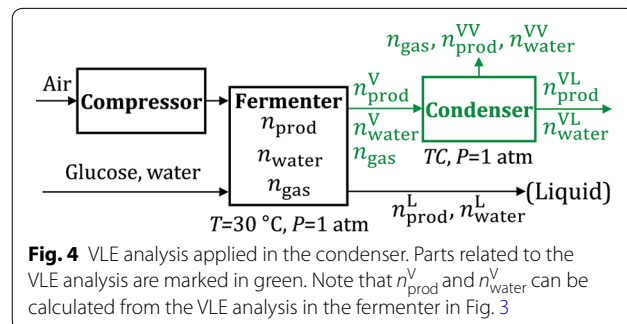 n_gas, n_prod^VV, n_water^VV
Air
Compressor
Fermenter
n_prod
n_water
n_gas
T=30 °C, P=1 atm
Glucose, water
n_prod^V
n_water^V
n_gas
Condenser
TC, P=1 atm
n_prod^VL
n_water^VL
n_prod^L, n_water^L
(Liquid)
Fig. 4 VLE analysis applied in the condenser. Parts related to the
VLE analysis are marked in green. Note that n_prod^V and n_water^V can be
calculated from the VLE analysis in the fermenter in Fig. 3